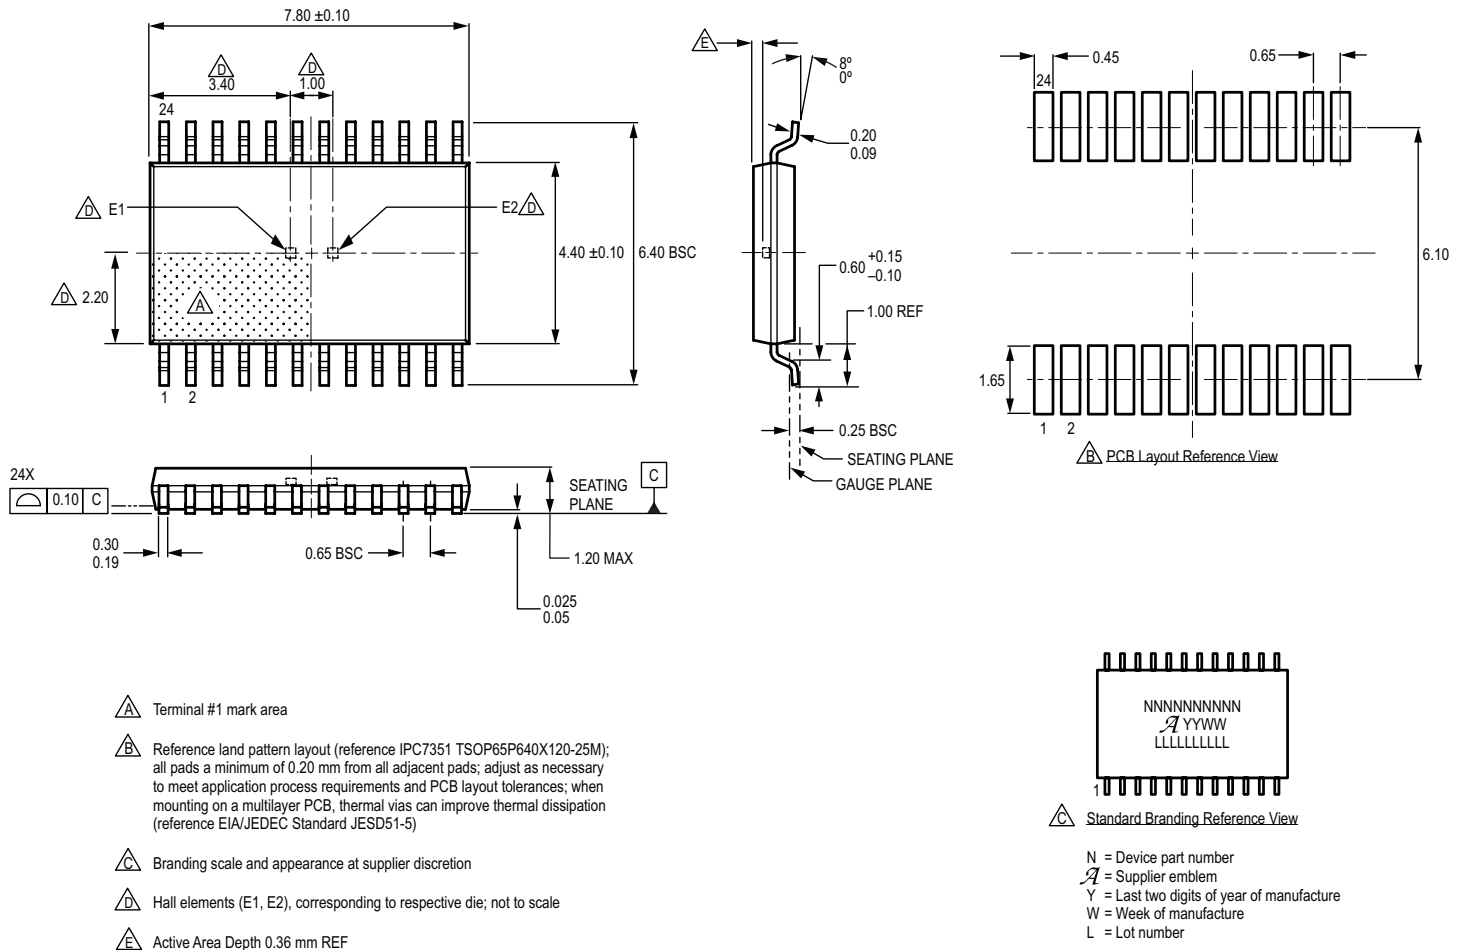 7.80 ±0.10
D
3.40
D
1.00
24
D E1
E2 D
4.40 ±0.10
6.40 BSC
D 2.20
A
1 2
E
8º
0º
0.20
0.09
0.60 +0.15
–0.10
1.00 REF
0.25 BSC
SEATING PLANE
GAUGE PLANE
0.45
0.65
24
6.10
1.65
1 2
B PCB Layout Reference View
24X
0.10 C
SEATING
PLANE
C
0.30
0.19
0.65 BSC
1.20 MAX
0.025
0.05
A Terminal #1 mark area
B Reference land pattern layout (reference IPC7351 TSOP65P640X120-25M);
all pads a minimum of 0.20 mm from all adjacent pads; adjust as necessary
to meet application process requirements and PCB layout tolerances; when
mounting on a multilayer PCB, thermal vias can improve thermal dissipation
(reference EIA/JEDEC Standard JESD51-5)
C Branding scale and appearance at supplier discretion
D Hall elements (E1, E2), corresponding to respective die; not to scale
E Active Area Depth 0.36 mm REF
NNNNNNNNNN
A YYWW
LLLLLLLLLL
1
C Standard Branding Reference View
N = Device part number
A = Supplier emblem
Y = Last two digits of year of manufacture
W = Week of manufacture
L = Lot number